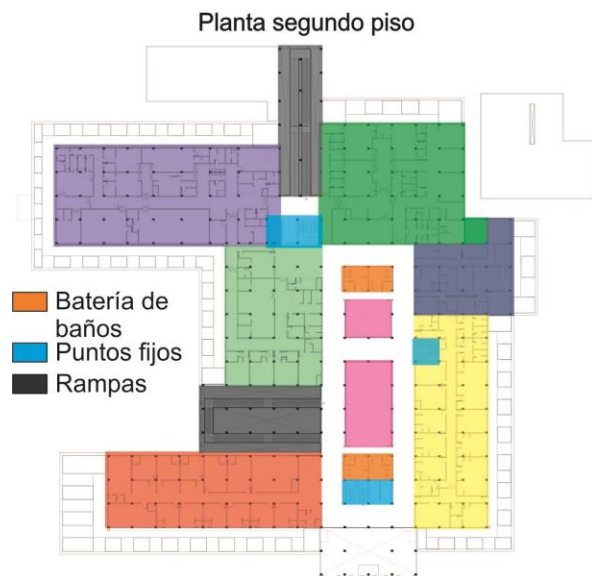 Planta segundo piso
Batería de
baños
Puntos fijos
Rampas